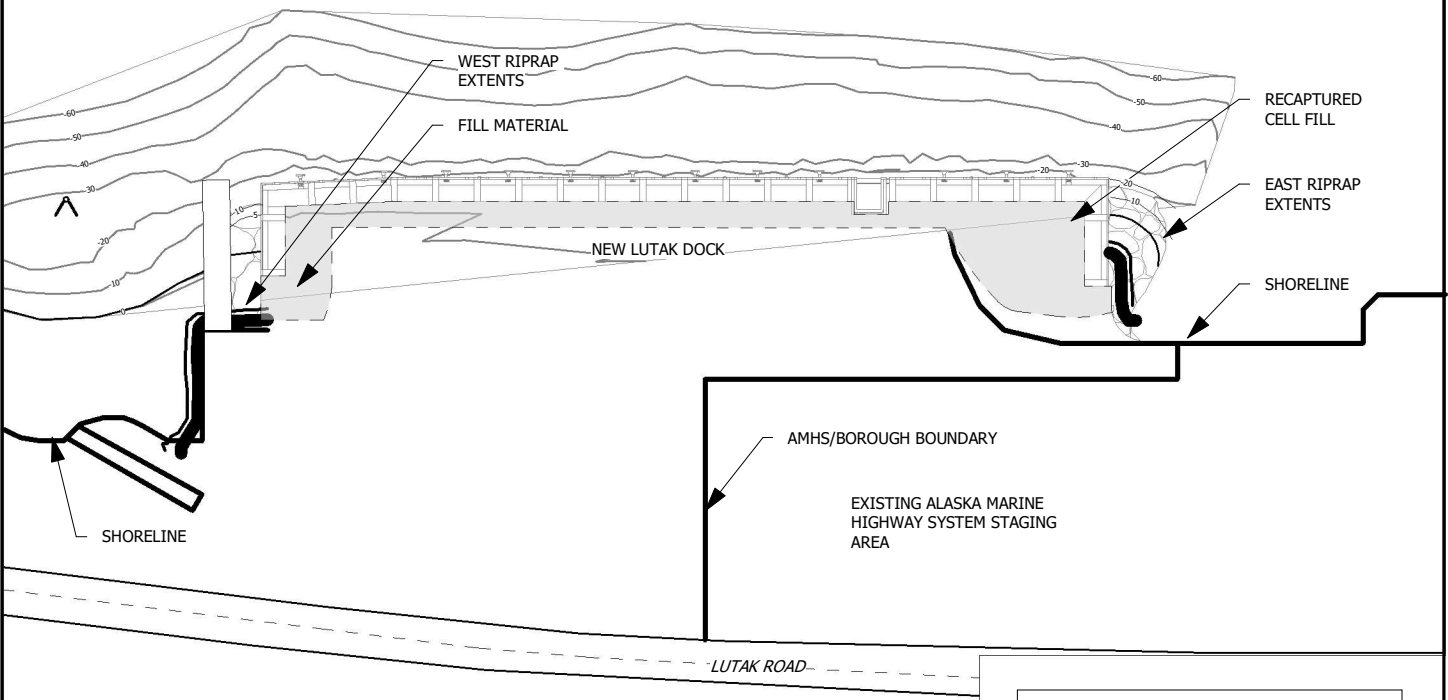 WEST RIPRAP
EXTENTS
FILL MATERIAL
RECAPTURED
CELL FILL
EAST RIPRAP
EXTENTS
SHORELINE
NEW LUTAK DOCK
AMHS/BOROUGH BOUNDARY
EXISTING ALASKA MARINE
HIGHWAY SYSTEM STAGING
AREA
SHORELINE
LUTAK ROAD
-60
-50
-40
-30
-20
-10
0
-10
-5
-60
-50
-40
-30
-20
-20
-10